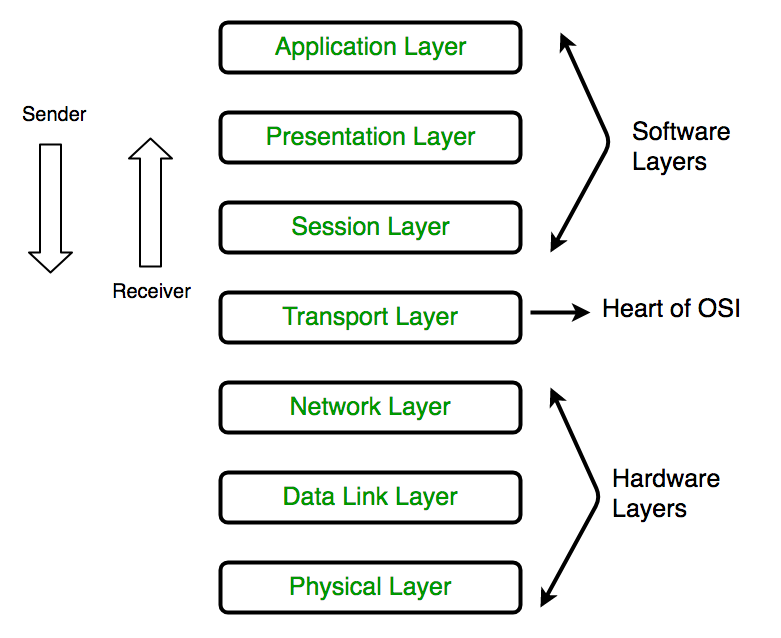 Application Layer
Sender
Presentation Layer
Software
Layers
Session Layer
Receiver
Transport Layer
Heart of OSI
Network Layer
Hardware
Layers
Data Link Layer
Physical Layer